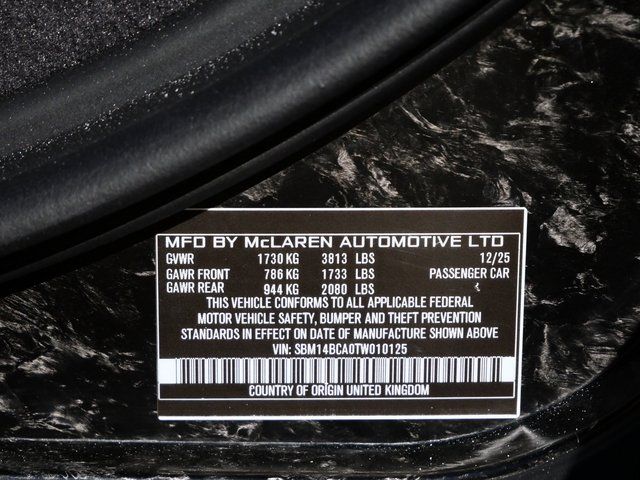 MFD BY McLAREN AUTOMOTIVE LTD
GVWR 1730 KG 3813 LBS 12/25
GAWR FRONT 786 KG 1733 LBS PASSENGER CAR
GAWR REAR 944 KG 2080 LBS
THIS VEHICLE CONFORMS TO ALL APPLICABLE FEDERAL
MOTOR VEHICLE SAFETY, BUMPER AND THEFT PREVENTION
STANDARDS IN EFFECT ON DATE OF MANUFACTURE SHOWN ABOVE
VIN: SBM14BCA0TW010125
COUNTRY OF ORIGIN UNITED KINGDOM